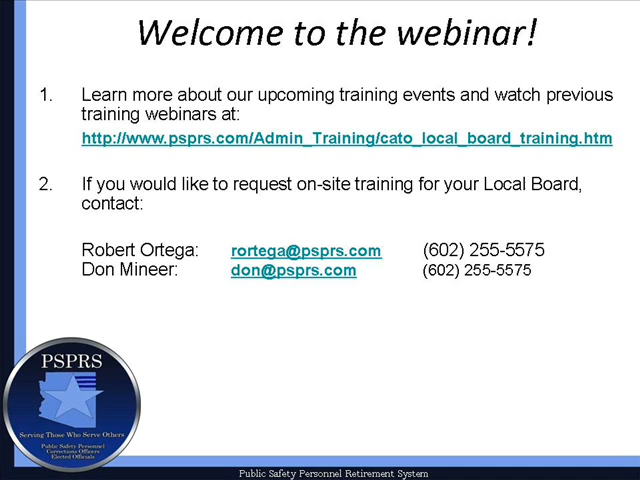 Welcome to the webinar!
1. Learn more about our upcoming training events and watch previous
training webinars at:
http://www.psprs.com/Admin_Training/cato_local_board_training.htm
2. If you would like to request on-site training for your Local Board,
contact:
Robert Ortega: rortega@psprs.com (602) 255-5575
Don Mineer: don@psprs.com (602) 255-5575
PSPRS
Serving Those Who Serve Others
Public Safety Personnel
Corrections Officers
Elected Officials
Public Safety Personnel Retirement System